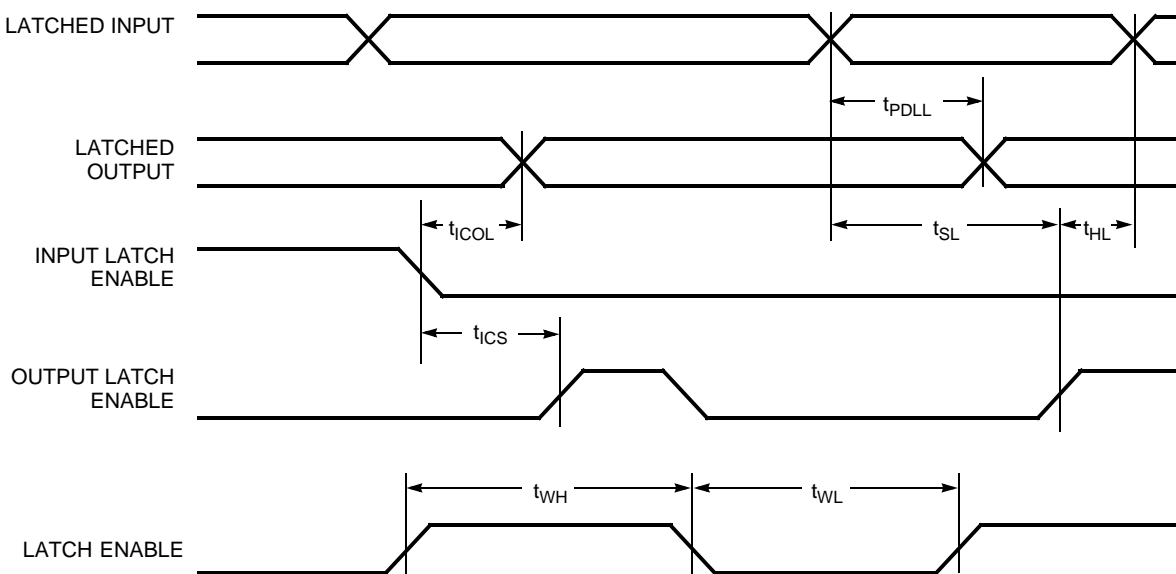 LATCHED INPUT
tPDLL
LATCHED
OUTPUT
tICOL
tSL
tHL
INPUT LATCH
ENABLE
tICS
OUTPUT LATCH
ENABLE
tWH
tWL
LATCH ENABLE